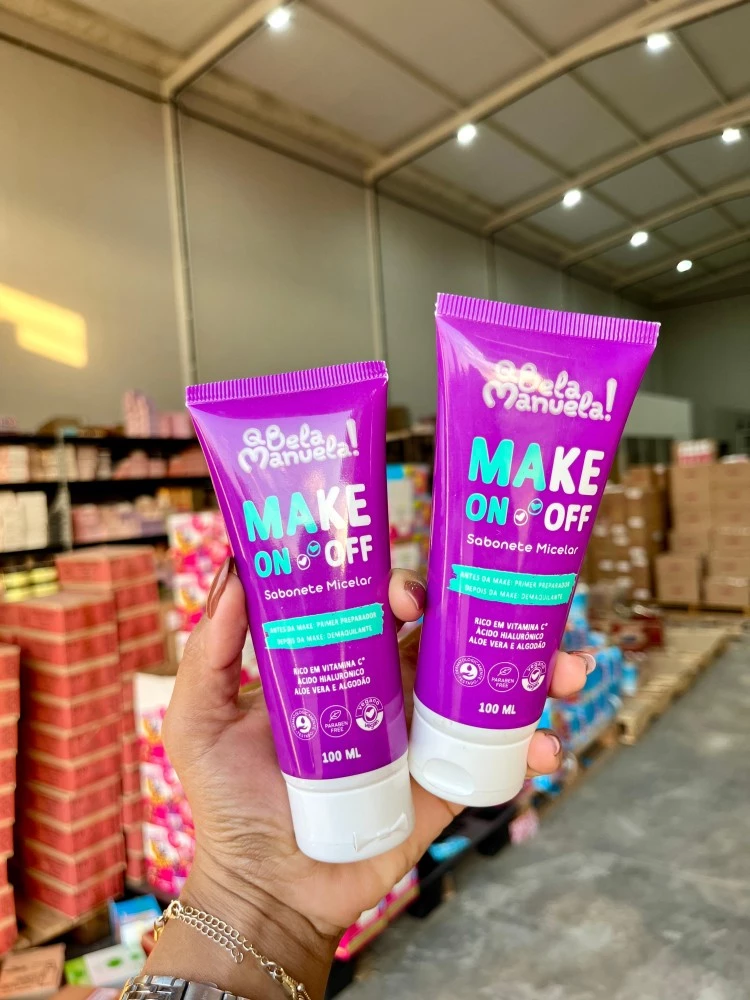 a Bela
Manuela!
MAKE
ON OFF
Sabonete Micelar
ANTES DA MAKE: PRIMER PREPARADOR
DEPOIS DA MAKE: DEMAQUILANTE
RICO EM VITAMINA C*
ÁCIDO HIALURÔNICO
ALOE VERA E ALGODÃO
PARABEN
FREE
VEGANO
100 ML
a Bela
Manuela!
MAKE
ON OFF
Sabonete Micelar
ANTES DA MAKE: PRIMER PREPARADOR
DEPOIS DA MAKE: DEMAQUILANTE
RICO EM VITAMINA C*
ÁCIDO HIALURÔNICO
ALOE VERA E ALGODÃO
PARABEN
FREE
VEGANO
100 ML